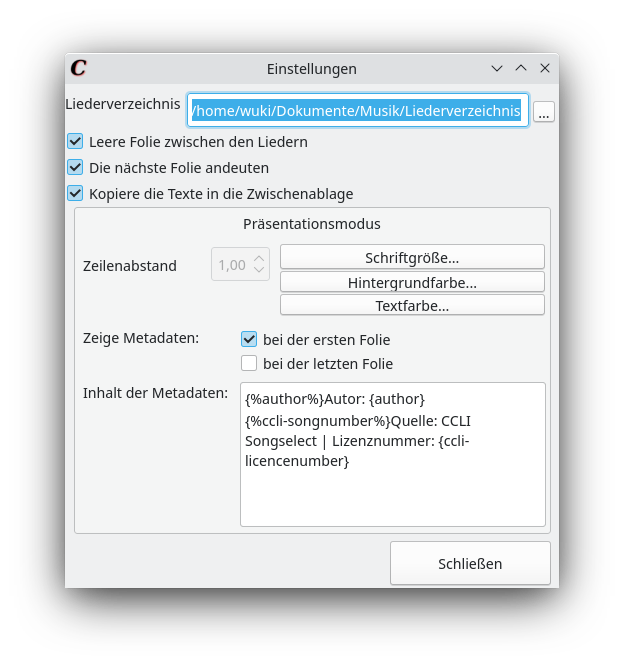 C Einstellungen
Liederverzeichnis /home/wuki/Dokumente/Musik/Liederverzeichnis ...
Leere Folie zwischen den Liedern
Die nächste Folie andeuten
Kopiere die Texte in die Zwischenablage
Präsentationsmodus
Zeilenabstand 1,00 Schriftgröße...
Hintergrundfarbe...
Textfarbe...
Zeige Metadaten: bei der ersten Folie
bei der letzten Folie
Inhalt der Metadaten: {%author%}Autor: {author}
{%ccli-songnumber%}Quelle: CCLI
Songselect | Lizenznummer: {ccli-
licencenumber}
Schließen